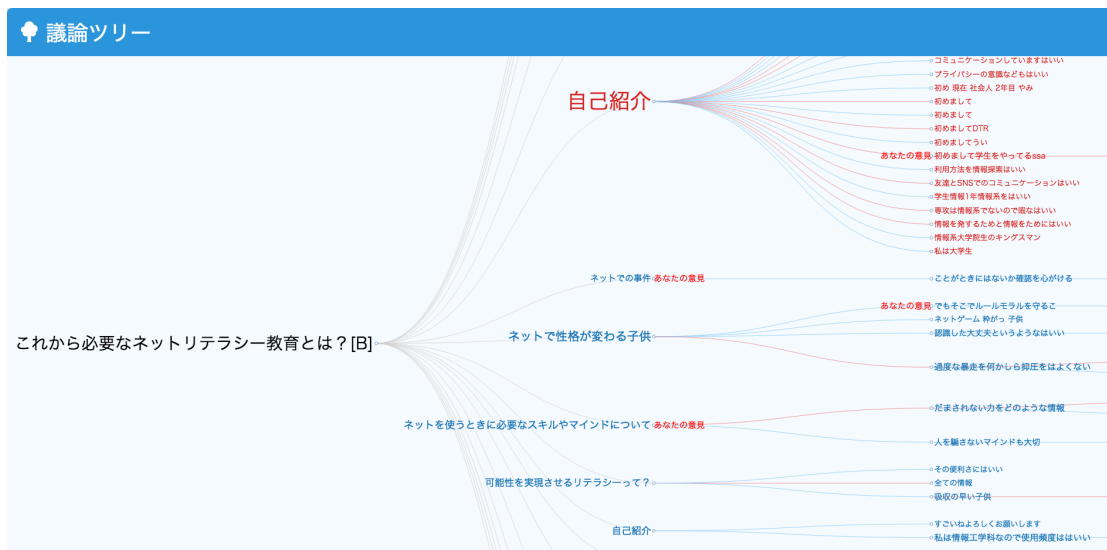 議論ツリー
コミュニケーションしていますはいい
プライバシーの意識などもはいい
初め 現在 社会人 2年目 やみ
自己紹介
初めまして
初めまして
初めましてDTR
初めましてうい
あなたの意見 初めまして学生をやってるssa
利用方法を情報探索はいい
友達とSNSでのコミュニケーションはいい
学生情報1年情報系をはいい
専攻は情報系でないので暇なはいい
情報を発するためと情報をためにはいい
情報系大学院生のキングスマン
私は大学生
ネットでの事件 あなたの意見 ことがときにはないか確認を心がける
あなたの意見 でもそこでルールモラルを守るこ
ネットゲーム 粋がっ 子供
ネットで性格が変わる子供 認識した大丈夫というようなはいい
これから必要なネットリテラシー教育とは？[B]
過度な暴走を何かしら抑圧をはよくない
だまされない力をどのような情報
ネットを使うときに必要なスキルやマインドについて あなたの意見
人を騙さないマインドも大切
その便利さにはいい
可能性を実現させるリテラシーって？ 全ての情報
吸収の早い子供
すごいねよろしくお願いします
自己紹介
私は情報工学科なので使用頻度ははいい